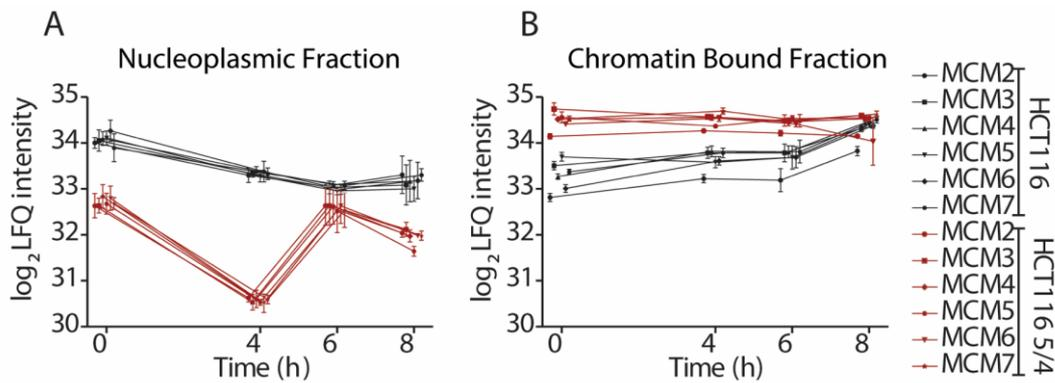 A
B
Nucleoplasmic Fraction
Chromatin Bound Fraction
log2 LFQ intensity
35
34
33
32
31
30
0
4
6
8
Time (h)
log2 LFQ intensity
35
34
33
32
31
30
0
4
6
8
Time (h)
MCM2
MCM3
MCM4
MCM5
MCM6
MCM7
HCT116
MCM2
MCM3
MCM4
MCM5
MCM6
MCM7
HCT116 5/4